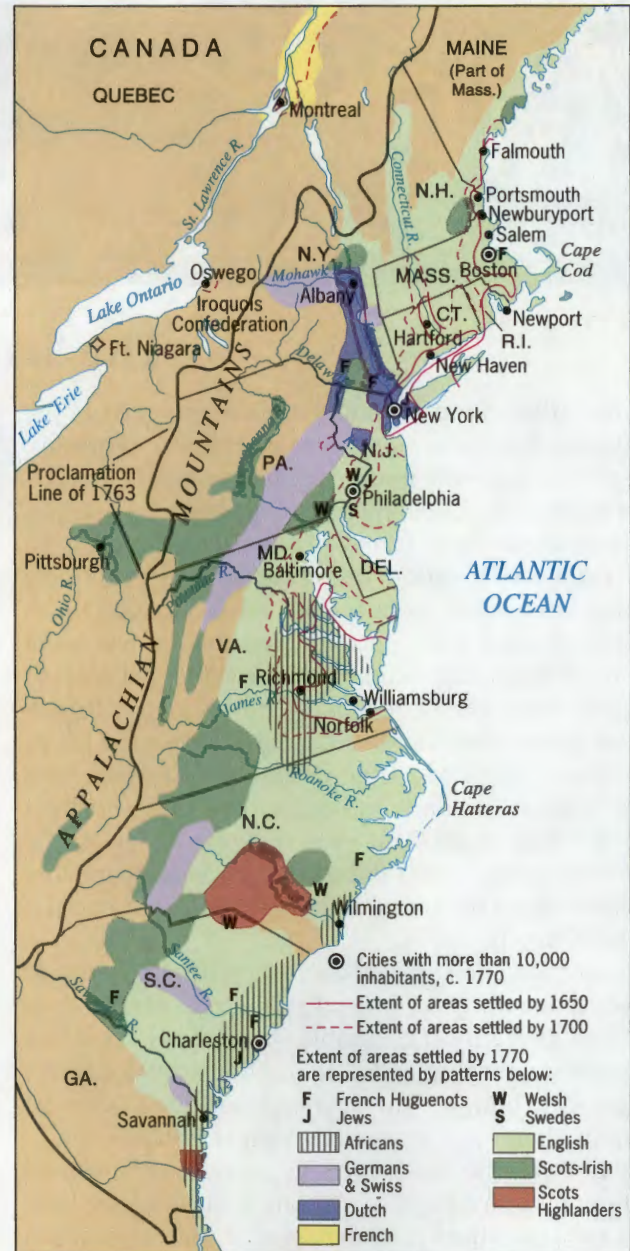 CANADA
QUEBEC
MAINE
(Part of
Mass.)
Montreal
St. Lawrence R.
Connecticut R.
Falmouth
N.H.
Portsmouth
Newburyport
Salem
F
Boston
Cape
Cod
N.Y.
Mohawk R.
MASS.
Oswego
Albany
Lake Ontario
Iroquois
Confederation
CT.
Hartford
Newport
R.I.
Ft. Niagara
New Haven
Delaware
F
F
Lake Erie
New York
APPALACHIAN MOUNTAINS
Susquehanna R.
N.J.
PA.
Proclamation
Line of 1763
W
J
Philadelphia
W
S
Pittsburgh
MD.
Baltimore
DEL.
ATLANTIC
OCEAN
Ohio R.
Potomac R.
VA.
F
Richmond
James R.
Williamsburg
Norfolk
Roanoke R.
Cape
Hatteras
N.C.
F
W
Wilmington
W
Santee R.
S.C.
F
F
F
Charleston
J
GA.
Savannah
Cities with more than 10,000
inhabitants, c. 1770
Extent of areas settled by 1650
Extent of areas settled by 1700
Extent of areas settled by 1770
are represented by patterns below:
F French Huguenots
J Jews
W Welsh
S Swedes
Africans
English
Germans
& Swiss
Scots-Irish
Dutch
Scots
Highlanders
French